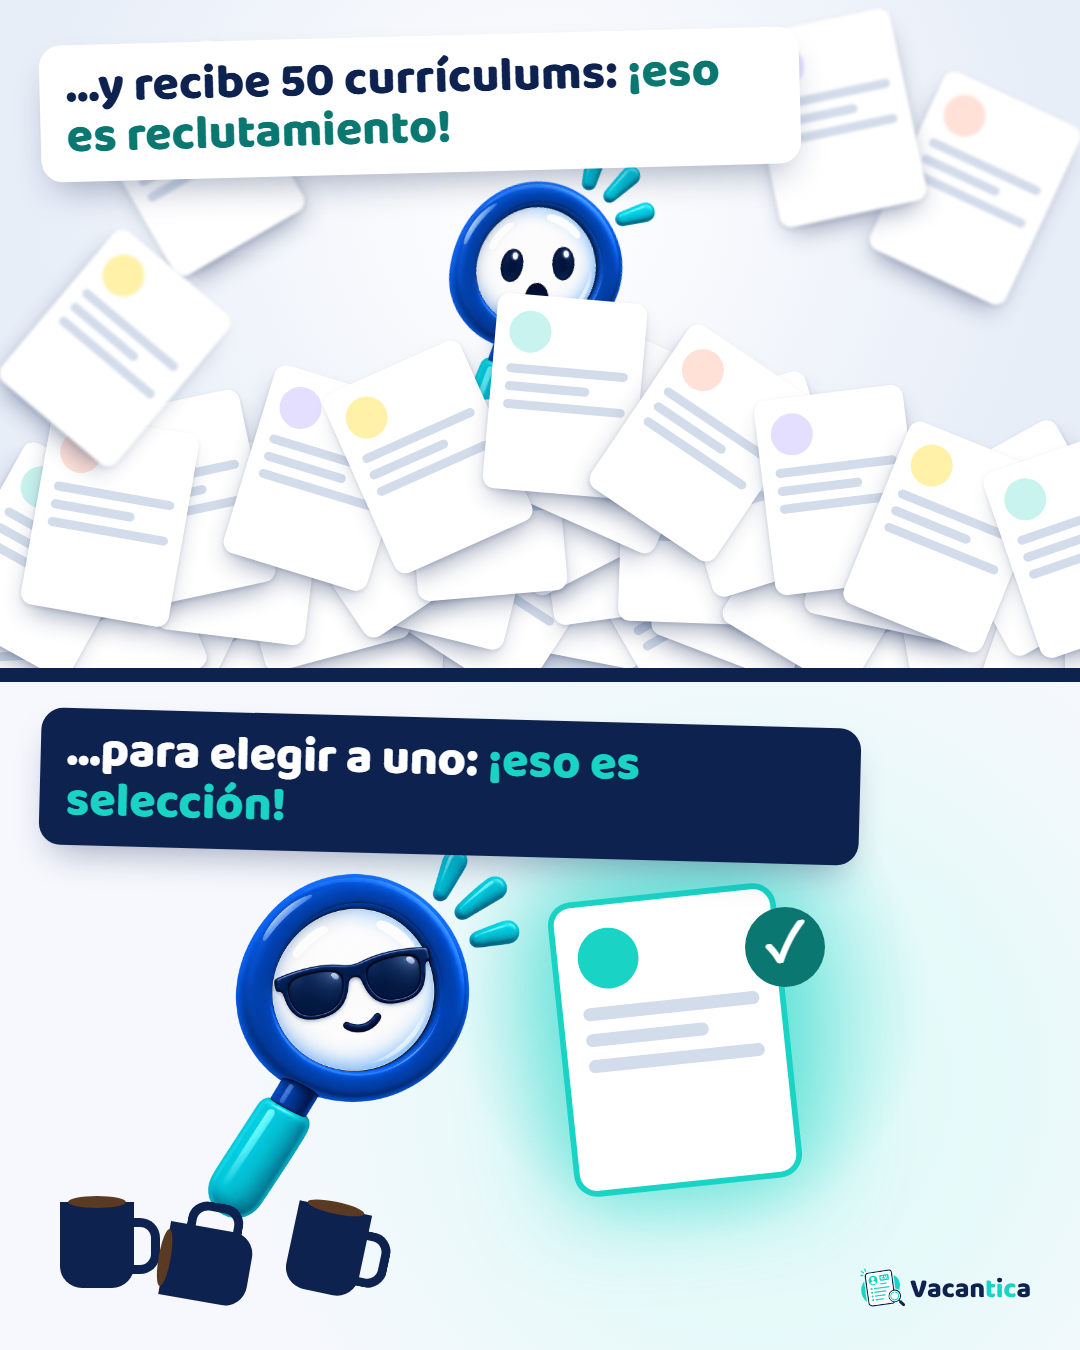 ...y recibe 50 currículums: ¡eso
es reclutamiento!
...para elegir a uno: ¡eso es
selección!
Vacantica